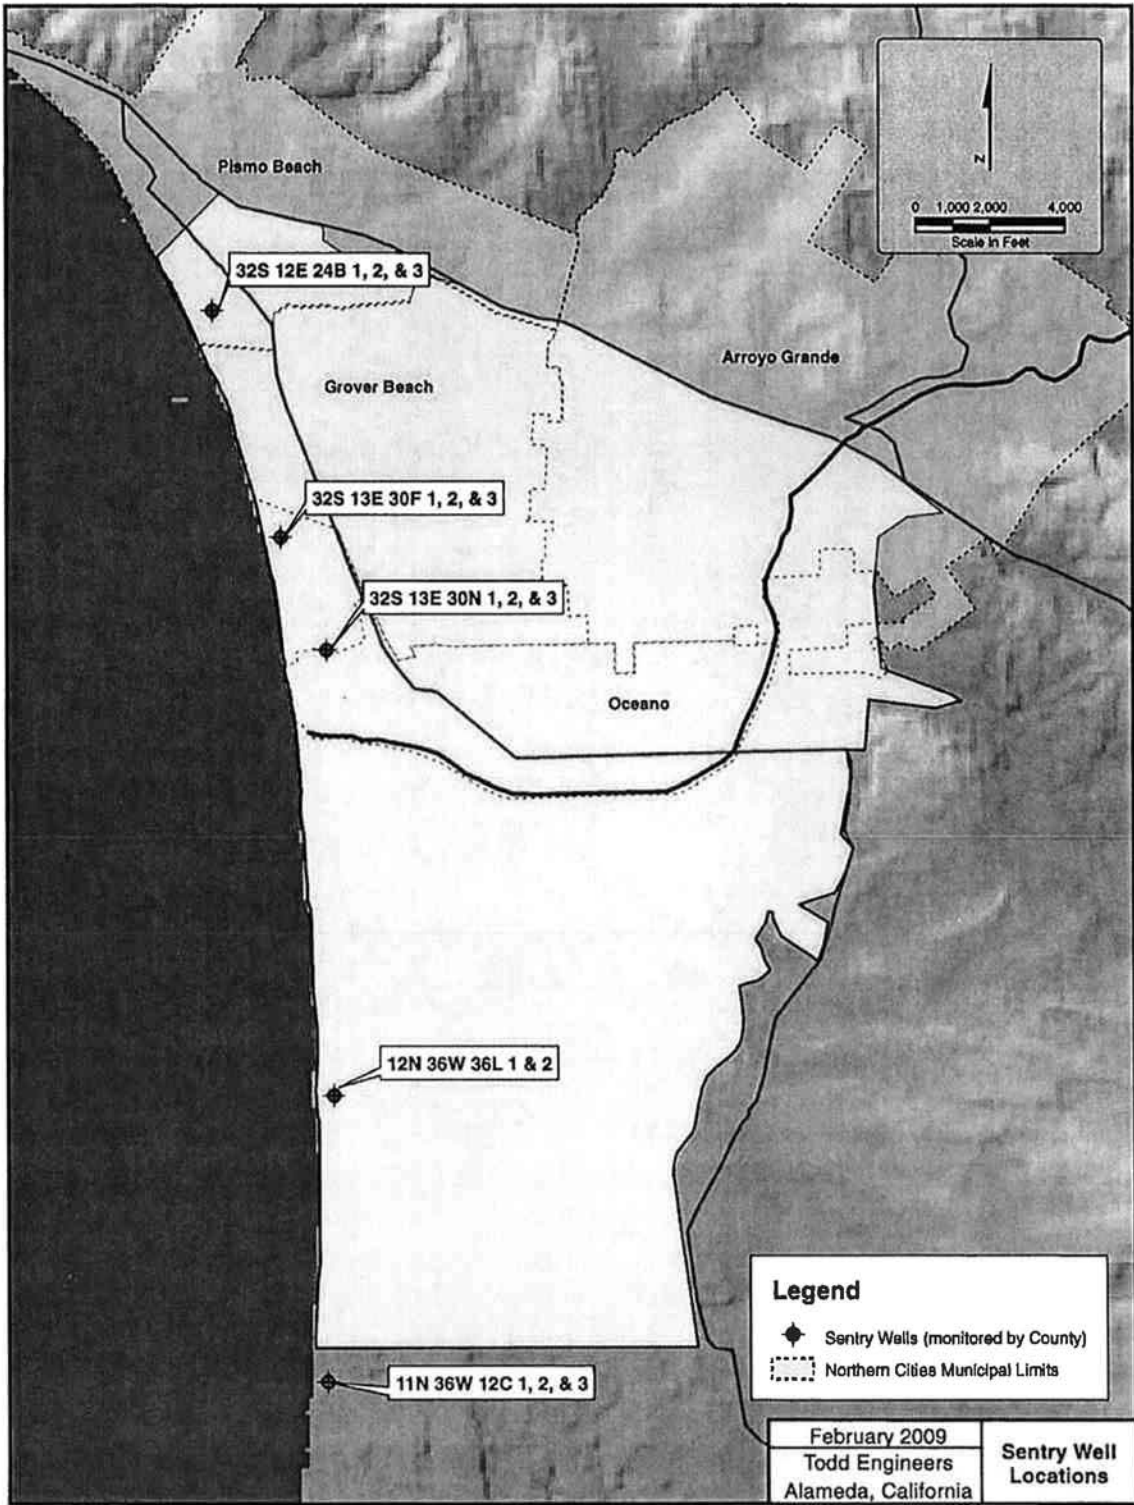 Pismo Beach
N
0 1,000 2,000 4,000
Scale in Feet
32S 12E 24B 1, 2, & 3
Arroyo Grande
Grover Beach
32S 13E 30F 1, 2, & 3
32S 13E 30N 1, 2, & 3
Oceano
12N 36W 36L 1 & 2
Legend
Sentry Wells (monitored by County)
Northern Cities Municipal Limits
11N 36W 12C 1, 2, & 3
February 2009
Todd Engineers
Alameda, California
Sentry Well
Locations